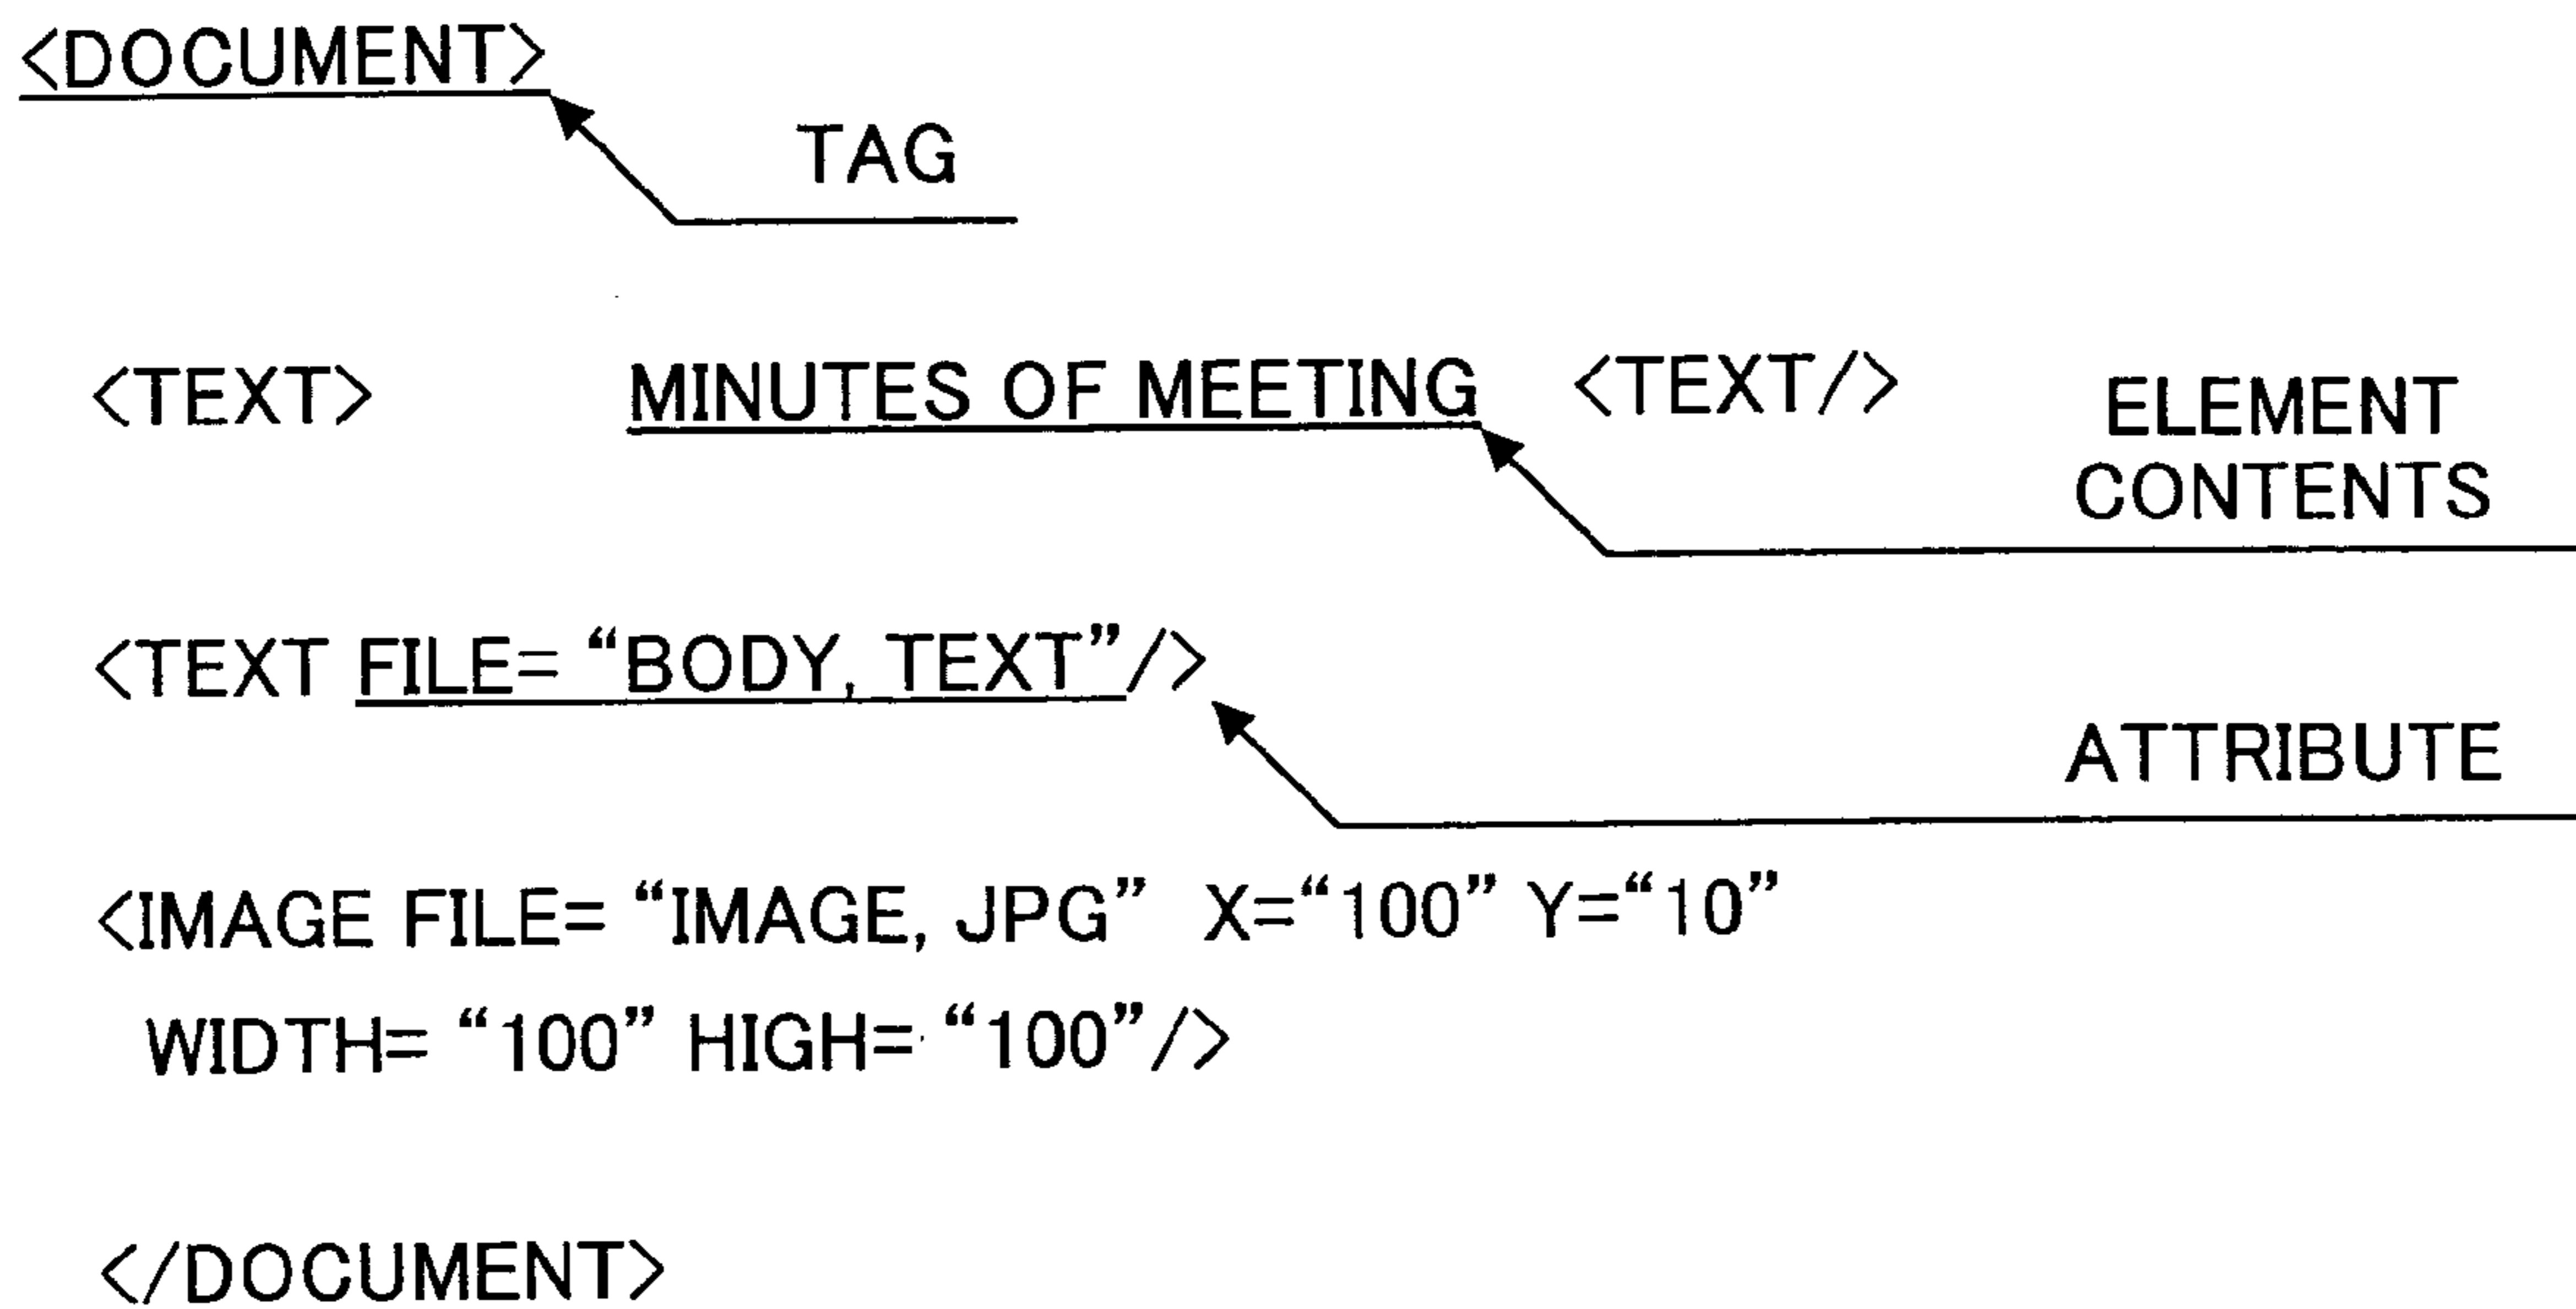 <DOCUMENT>
TAG
<TEXT> MINUTES OF MEETING <TEXT/>
ELEMENT
CONTENTS
<TEXT FILE= “BODY, TEXT”/>
ATTRIBUTE
<IMAGE FILE= “IMAGE, JPG” X=“100” Y=“10”
WIDTH= “100” HIGH= “100”/>
</DOCUMENT>